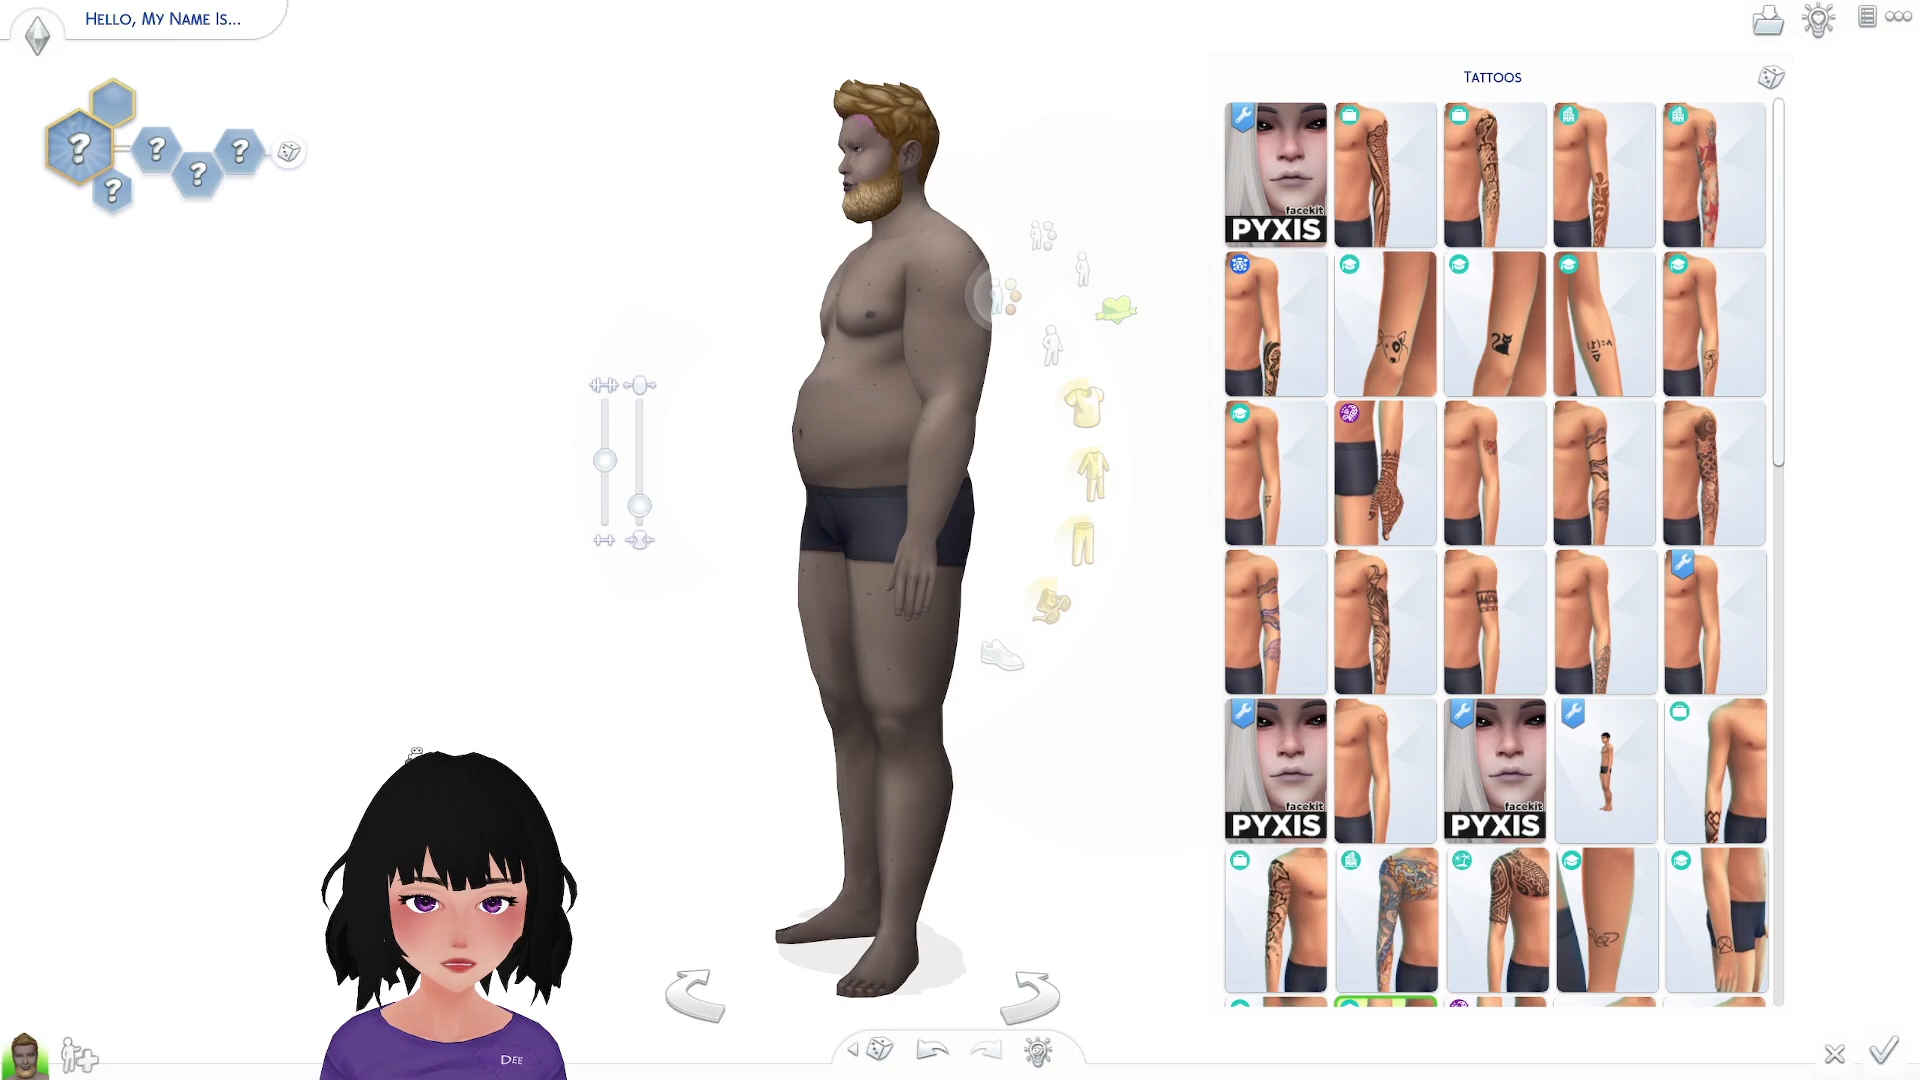 Hello, My Name Is...
Tattoos
facekit
PYXIS
facekit
PYXIS
facekit
PYXIS
DEE